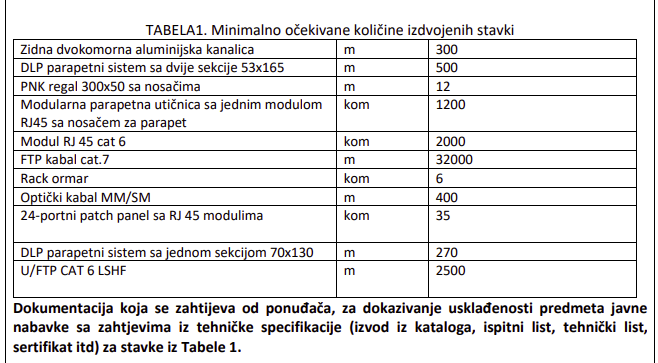 TABELA1. Minimalno očekivane količine izdvojenih stavki
Zidna dvokomorna aluminijska kanalica m 300
DLP parapetni sistem sa dvije sekcije 53x165 m 500
PNK regal 300x50 sa nosačima m 12
Modularna parapetna utičnica sa jednim modulom kom 1200
RJ45 sa nosačem za parapet
Modul RJ 45 cat 6 kom 2000
FTP kabal cat.7 m 32000
Rack ormar kom 6
Optički kabal MM/SM m 400
24-portni patch panel sa RJ 45 modulima kom 35
DLP parapetni sistem sa jednom sekcijom 70x130 m 270
U/FTP CAT 6 LSHF m 2500
Dokumentacija koja se zahtijeva od ponuđača, za dokazivanje usklađenosti predmeta javne
nabavke sa zahtjevima iz tehničke specifikacije (izvod iz kataloga, ispitni list, tehnički list,
sertifikat itd) za stavke iz Tabele 1.